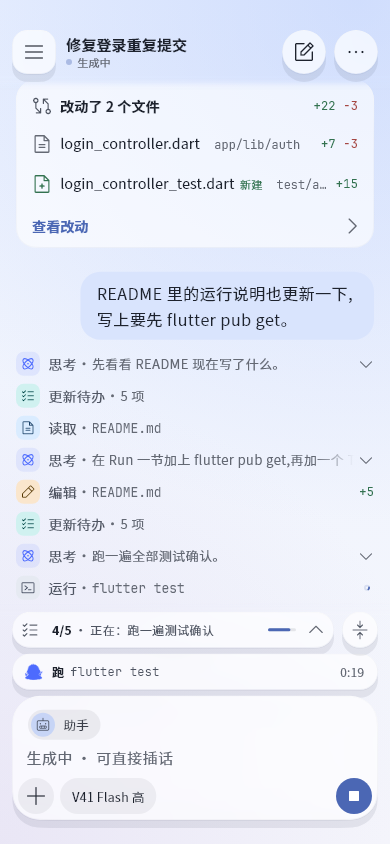 修复登录重复提交
生成中
改动了 2 个文件 +22 -3
login_controller.dart app/lib/auth +7 -3
login_controller_test.dart 新建 test/a… +15
查看改动
README 里的运行说明也更新一下,
写上要先 flutter pub get。
思考 · 先看看 README 现在写了什么。
更新待办 · 5 项
读取 · README.md
思考 · 在 Run 一节加上 flutter pub get,再加一个
编辑 · README.md +5
更新待办 · 5 项
思考 · 跑一遍全部测试确认。
运行 · flutter test
4/5 · 正在: 跑一遍测试确认
跑 flutter test 0:19
助手
生成中 · 可直接插话
V41 Flash 高